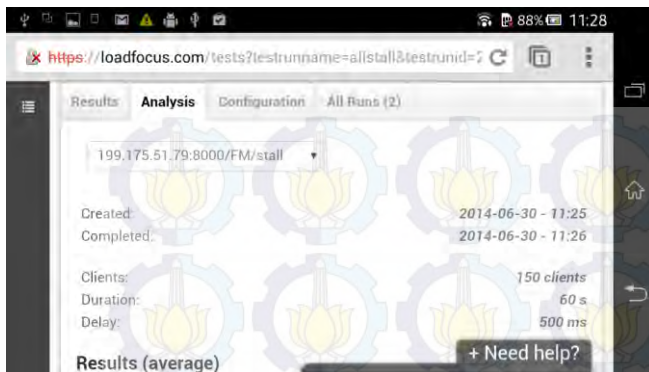 88% 11:28
https://loadfocus.com/tests?testrunname=allstall&testrunid=2
1
Results Analysis Configuration All Runs (2)
199.175.51.79:8000/FM/stall
Created: 2014-06-30 - 11:25
Completed: 2014-06-30 - 11:26
Clients: 150 clients
Duration: 60 s
Delay: 500 ms
Results (average)
+ Need help?